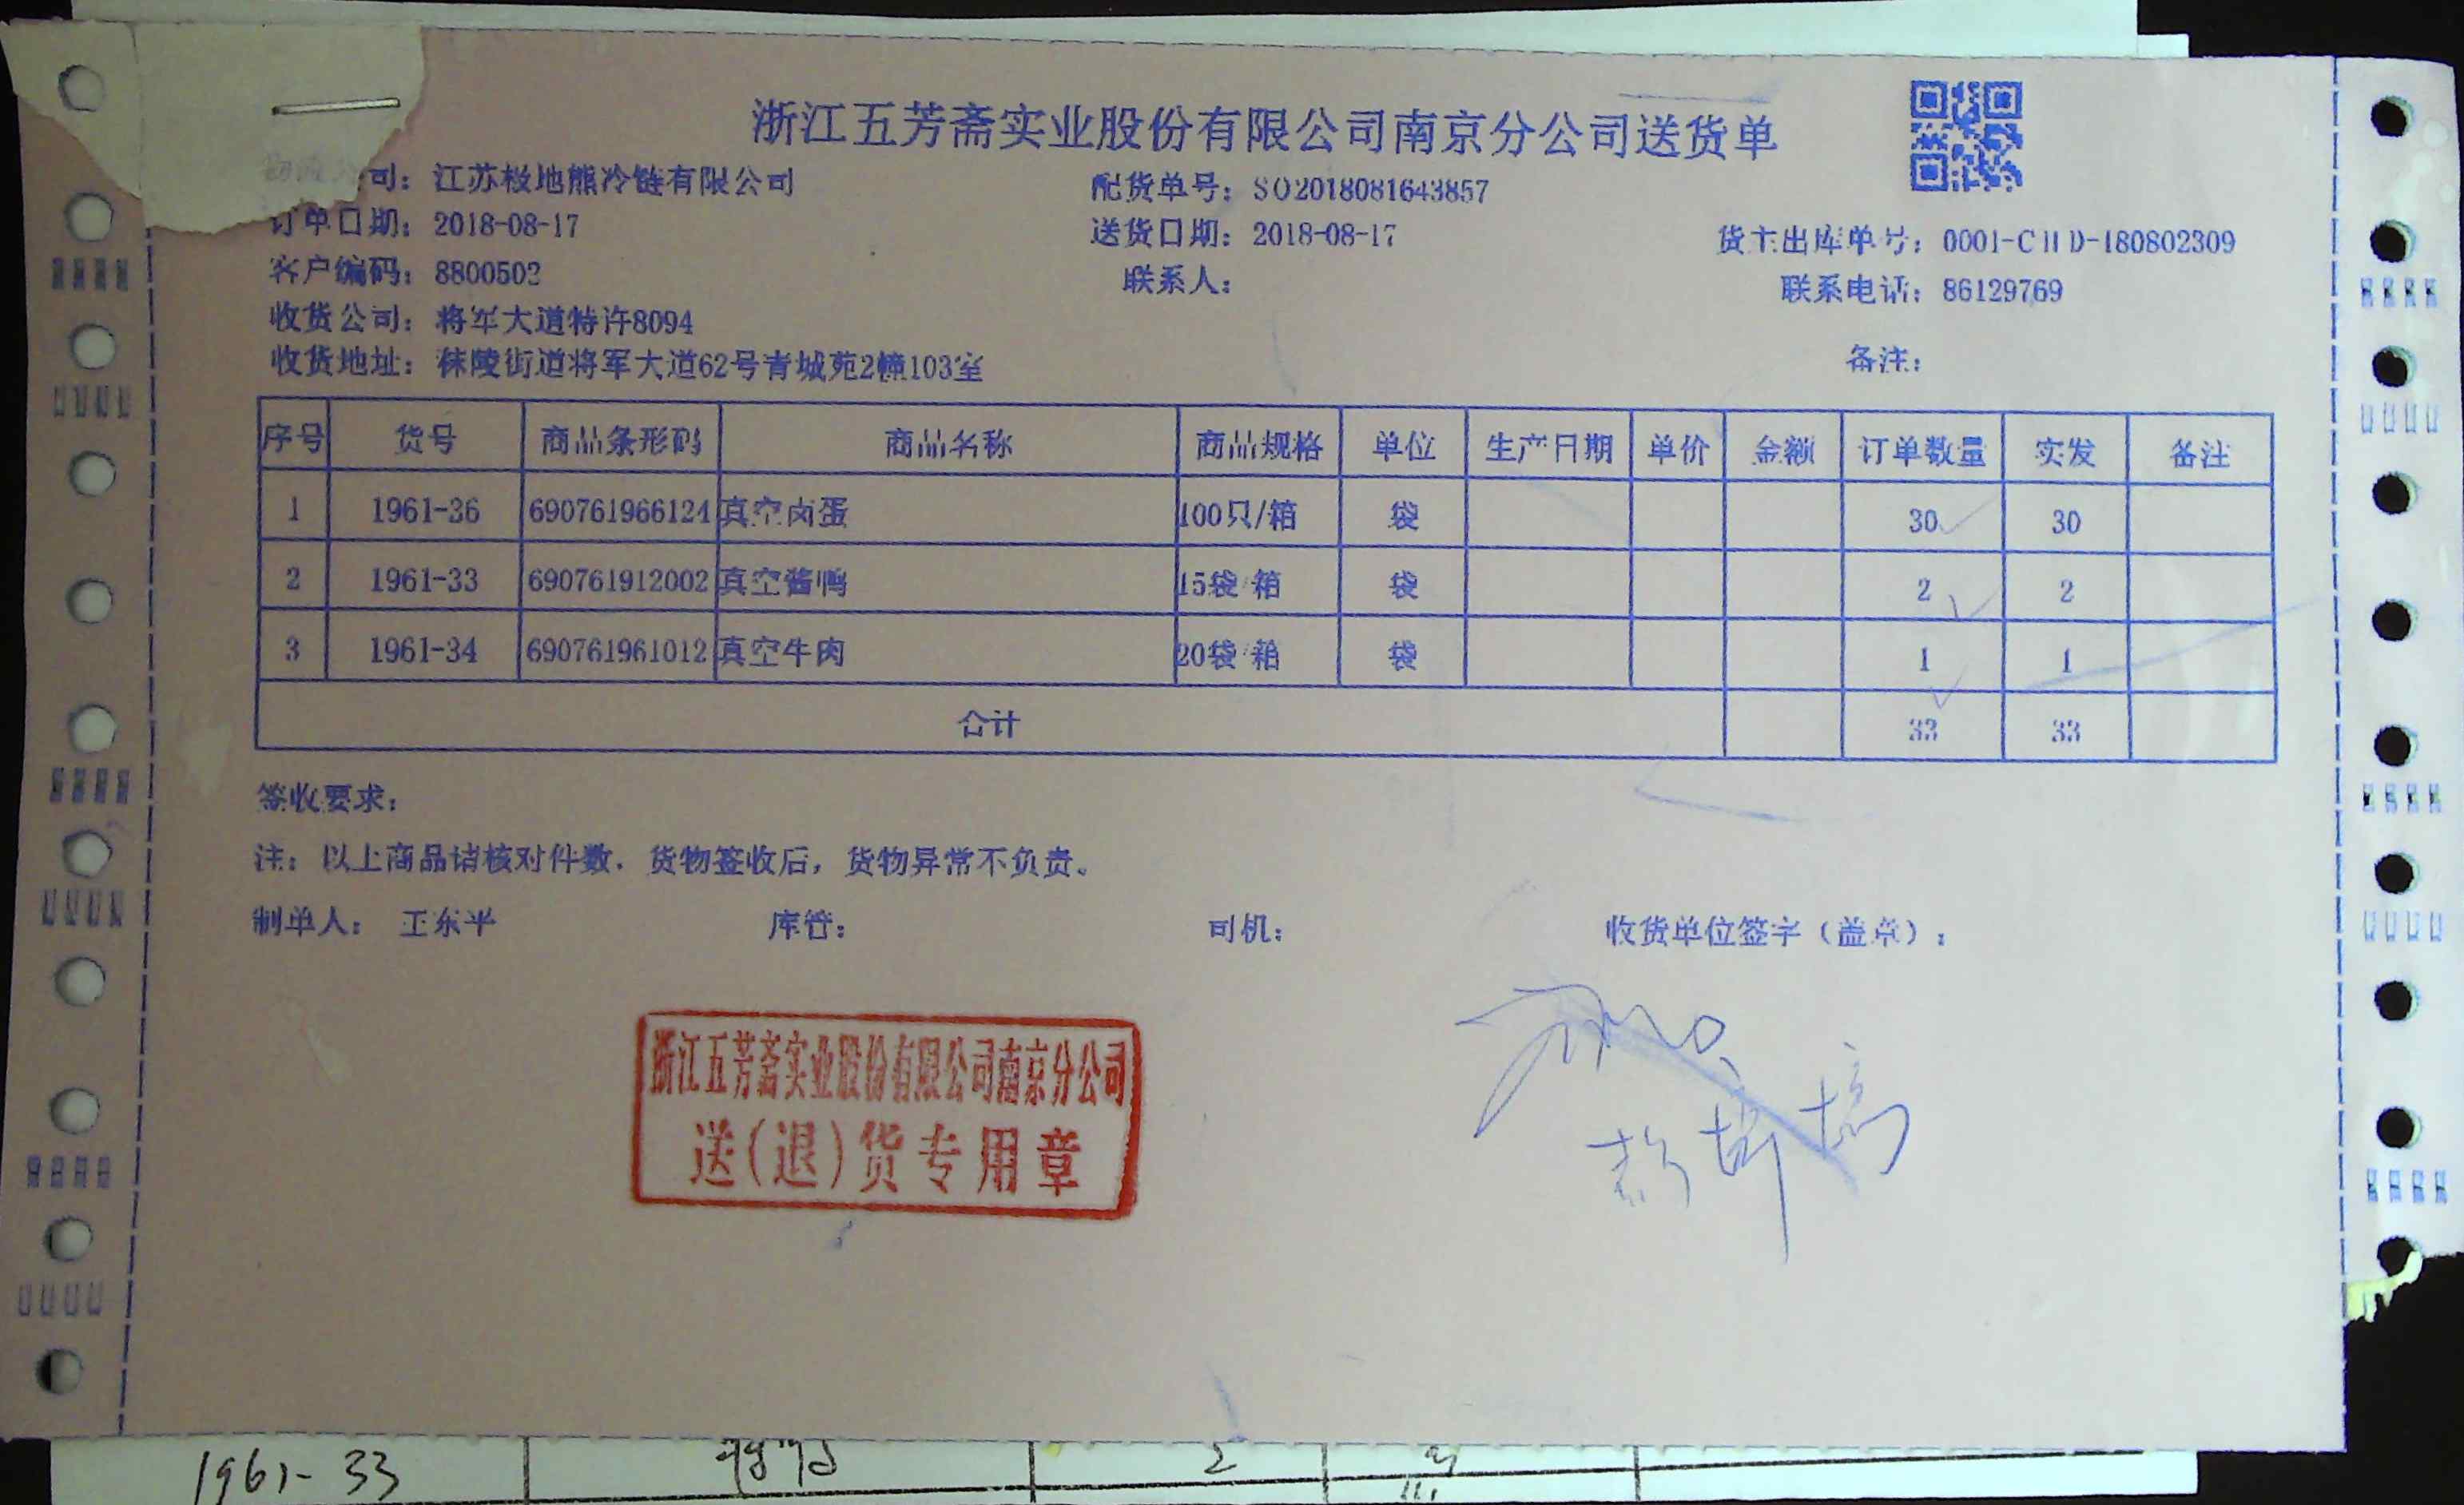 浙江五芳斋实业股份有限公司南京分公司送货单
司：江苏极地熊冷链有限公司 配货单号：SO2018081643857
订单日期：2018-08-17 送货日期：2018-08-17 货主出库单号：0001-CHD-180802309
客户编码：8800502 联系人： 联系电话：86129769
收货公司：将军大道特许8094
收货地址：秣陵街道将军大道62号青城苑2幢103室 备注：
序号 货号 商品条形码 商品名称 商品规格 单位 生产日期 单价 金额 订单数量 实发 备注
1 1961-36 690761966124 真空卤蛋 100只/箱 袋 30 30
2 1961-33 690761912002 真空酱鸭 15袋/箱 袋 2 2
3 1961-34 690761961012 真空牛肉 20袋/箱 袋 1 1
合计 33 33
签收要求：
注：以上商品请核对件数，货物签收后，货物异常不负责。
制单人：王东平 库管： 司机： 收货单位签字（盖章）：
浙江五芳斋实业股份有限公司南京分公司
送（退）货专用章
1961-33 2